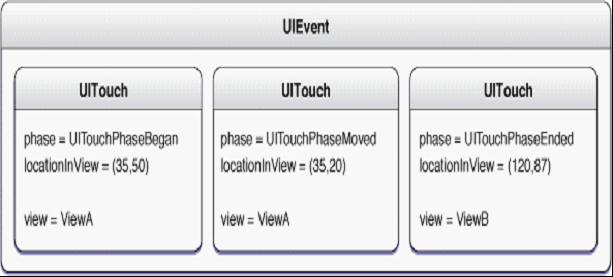 UIEvent
UITouch
phase = UITouchPhaseBegan
locationInView = (35,50)
view = ViewA
UITouch
phase = UITouchPhaseMoved
locationInView = (35,20)
view = ViewA
UITouch
phase = UITouchPhaseEnded
locationInView = (120,87)
view = ViewB